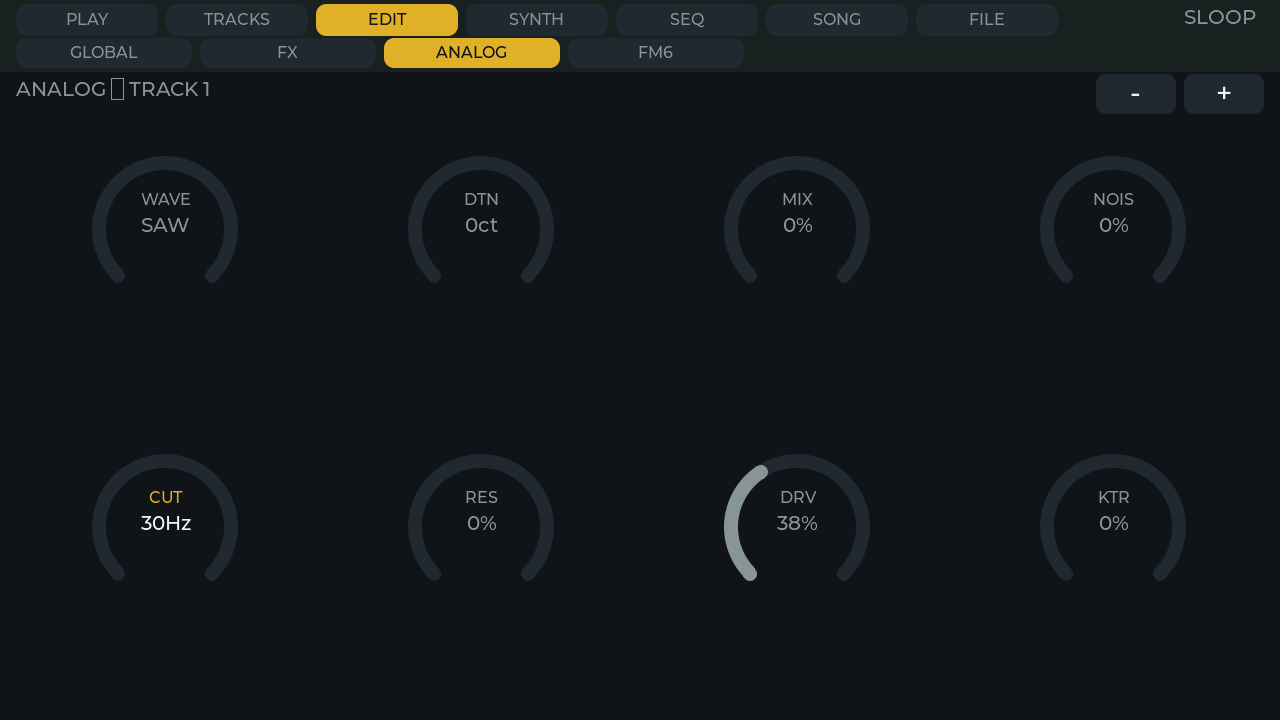 PLAY TRACKS EDIT SYNTH SEQ SONG FILE SLOOP
GLOBAL FX ANALOG FM6
ANALOG TRACK 1 - +
WAVE DTN MIX NOIS
SAW 0ct 0% 0%
CUT RES DRV KTR
30Hz 0% 38% 0%